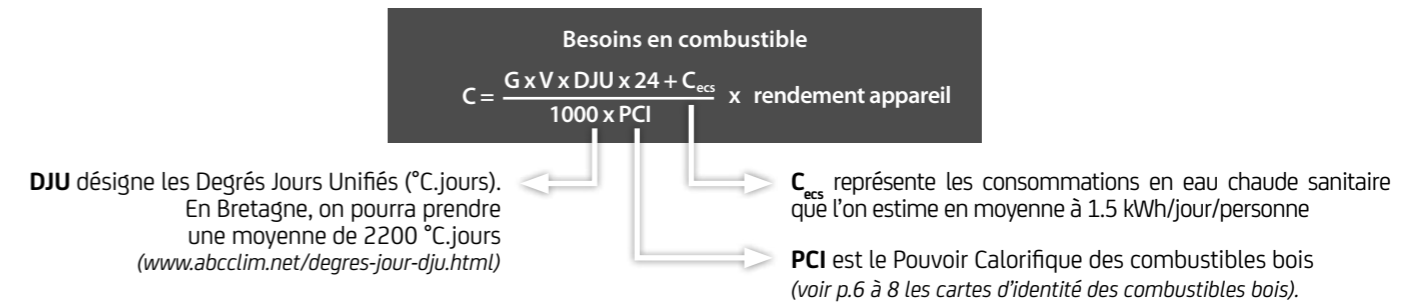 Besoins en combustible
C = G x V x DJU x 24 + Cecs
1000 x PCI
x rendement appareil
DJU désigne les Degrés Jours Unifiés (°C.jours).
En Bretagne, on pourra prendre
une moyenne de 2200 °C.jours
(www.abcclim.net/degres-jour-dju.html)
Cecs représente les consommations en eau chaude sanitaire
que l'on estime en moyenne à 1.5 kWh/jour/personne
PCI est le Pouvoir Calorifique des combustibles bois
(voir p.6 à 8 les cartes d'identité des combustibles bois).